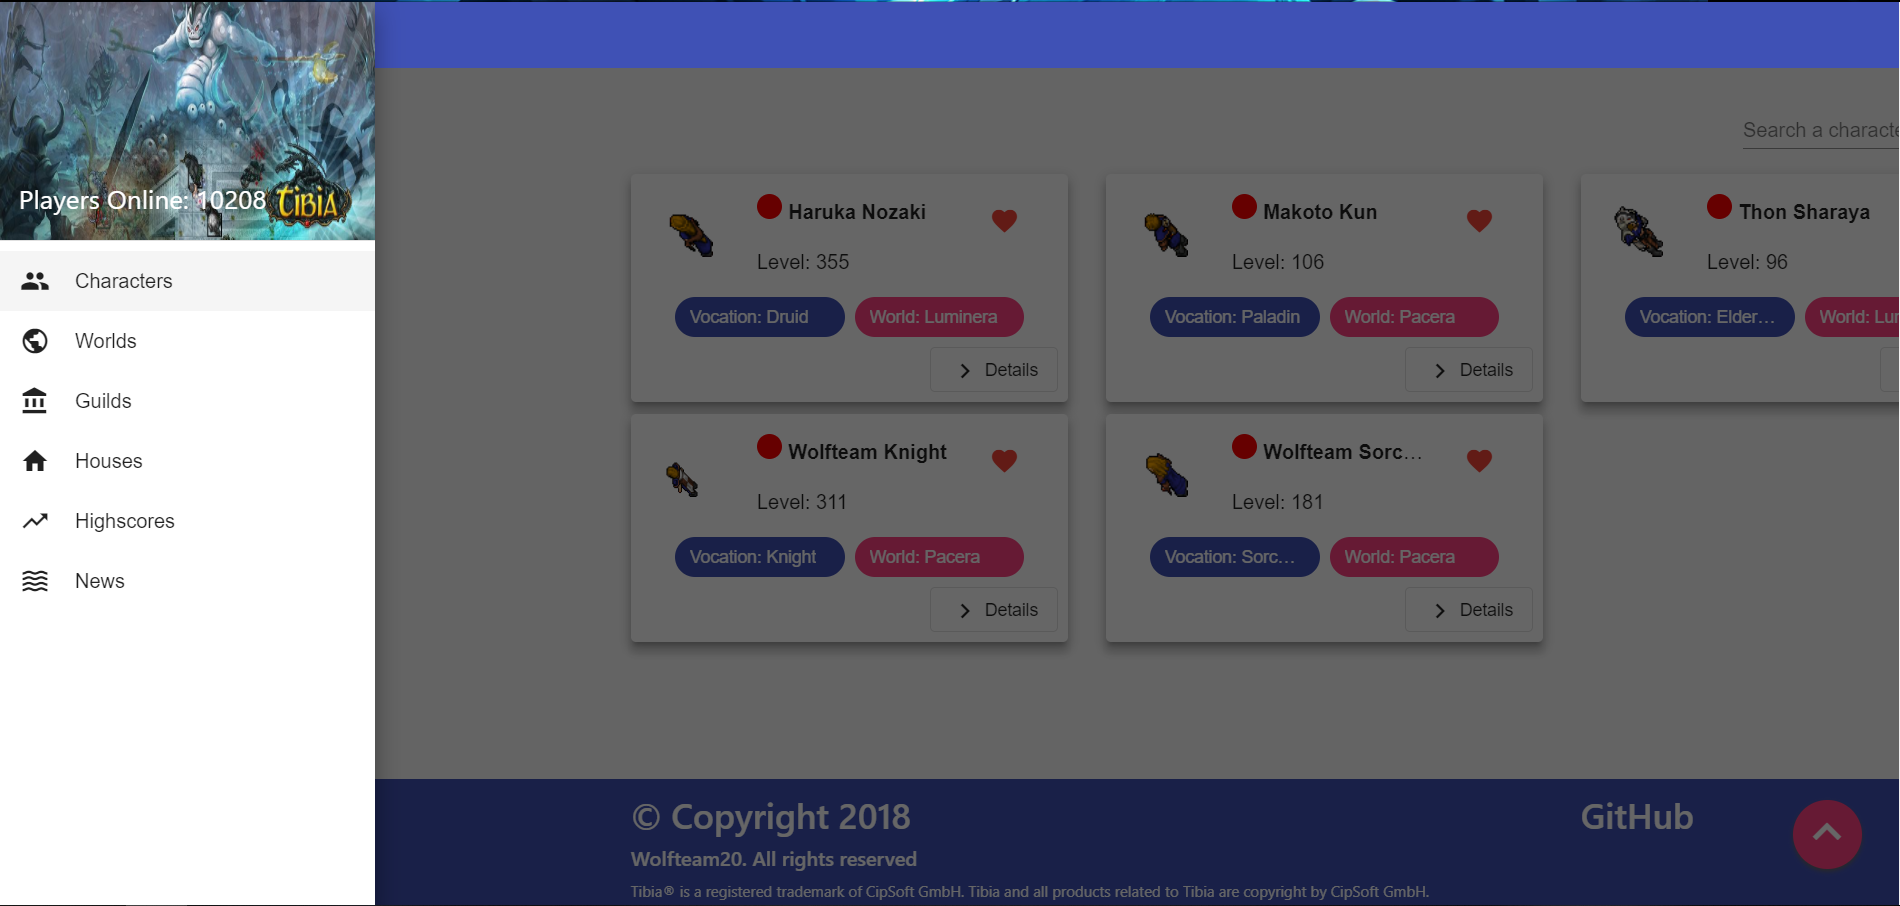 Players Online: 10208
TIBIA
Characters
Worlds
Guilds
Houses
Highscores
News
Search a characte
Haruka Nozaki
Level: 355
Vocation: Druid
World: Luminera
Details
Makoto Kun
Level: 106
Vocation: Paladin
World: Pacera
Details
Thon Sharaya
Level: 96
Vocation: Elder...
World: Lur
Wolfteam Knight
Level: 311
Vocation: Knight
World: Pacera
Details
Wolfteam Sorc...
Level: 181
Vocation: Sorc...
World: Pacera
Details
© Copyright 2018
GitHub
Wolfteam20. All rights reserved
Tibia® is a registered trademark of CipSoft GmbH. Tibia and all products related to Tibia are copyright by CipSoft GmbH.